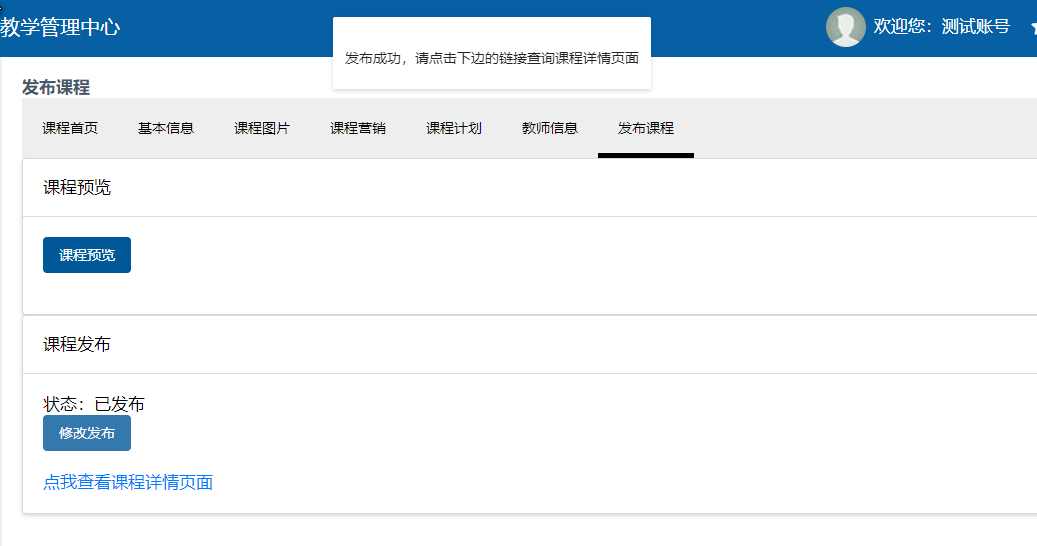 教学管理中心
欢迎您：测试账号
发布成功，请点击下边的链接查询课程详情页面
发布课程
课程首页 基本信息 课程图片 课程营销 课程计划 教师信息 发布课程
课程预览
课程预览
课程发布
状态：已发布
修改发布
点我查看课程详情页面